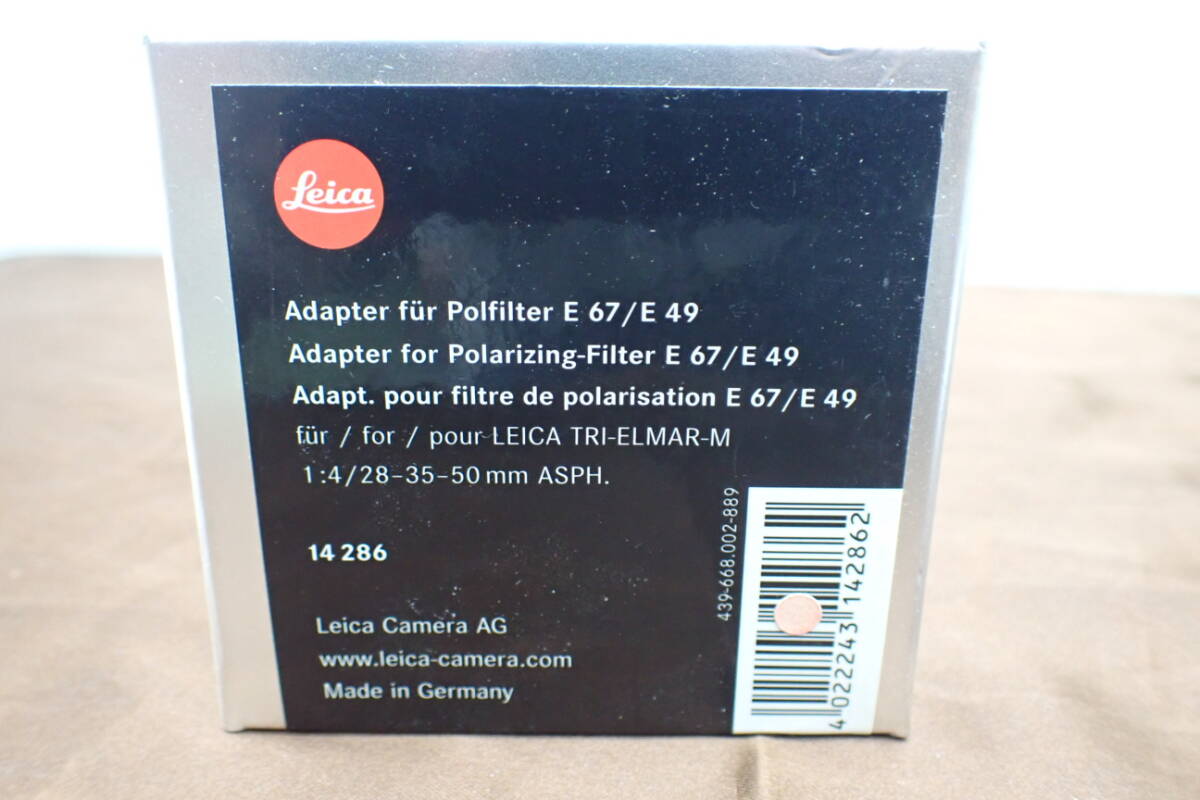 Leica
Adapter für Polfilter E 67/E 49
Adapter for Polarizing-Filter E 67/E 49
Adapt. pour filtre de polarisation E 67/E 49
für / for / pour LEICA TRI-ELMAR-M
1:4/28–35–50 mm ASPH.
14 286
Leica Camera AG
www.leica-camera.com
Made in Germany
439-668.002-889
4 022243 142862